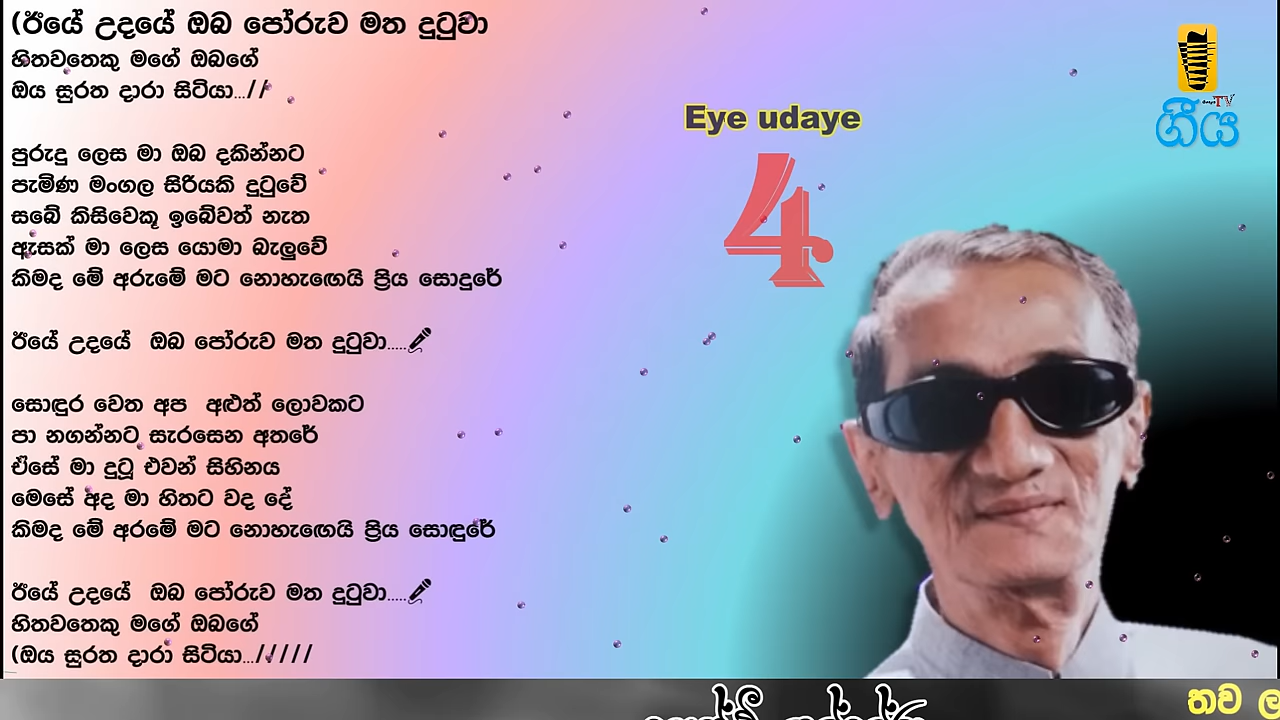 (ඊයේ උදයේ ඔබ පෝරුව මත දුටුවා
හිතවතෙකු මගේ ඔබගේ
ඔය සුරත දාරා සිටියා...//
පුරුදු ලෙස මා ඔබ දකින්නට
පැමිණ මංගල සිරියකි දුටුවේ
සබේ කිසිවෙකූ ඉබේවත් නැත
ඇසක් මා ලෙස යොමා බැලුවේ
කිමද මේ අරුමේ මට නොහැඟෙයි ප්‍රිය සොදුරේ
ඊයේ උදයේ  ඔබ පෝරුව මත දුටුවා.....
සොඳුර වෙත අප  අළුත් ලොවකට
පා නගන්නට සැරසෙන අතරේ
ඒසේ මා දුටූ එවන් සිහිනය
මෙසේ අද මා හිතට වද දේ
කිමද මේ අරමේ මට නොහැඟෙයි ප්‍රිය සොඳුරේ
ඊයේ උදයේ  ඔබ පෝරුව මත දුටුවා.....
හිතවතෙකු මගේ ඔබගේ
(ඔය සුරත දාරා සිටියා.../////
Eye udaye
4
TV
ගීය
තව ල